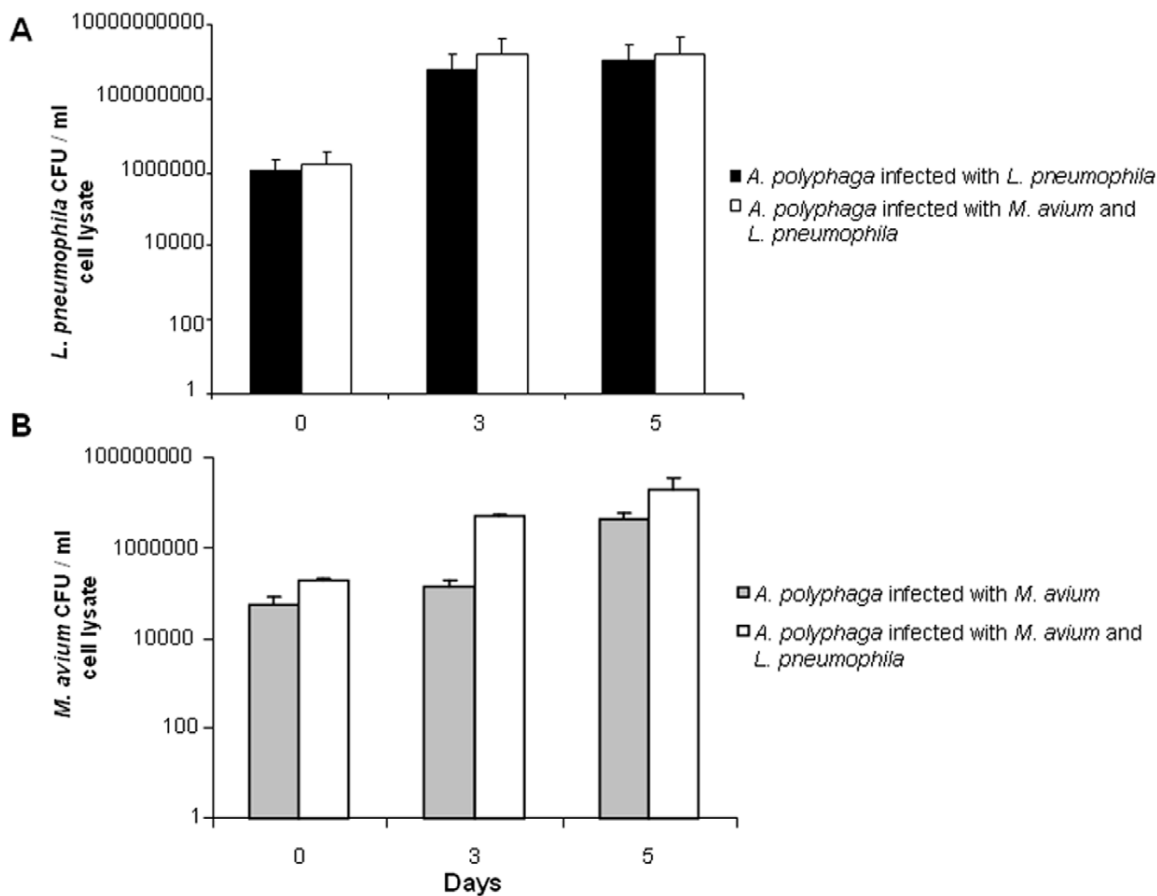 A
10000000000
100000000
1000000
10000
100
1
L. pneumophila CFU / ml
cell lysate
0 3 5
A. polyphaga infected with L. pneumophila
A. polyphaga infected with M. avium and
L. pneumophila
B
100000000
1000000
10000
100
1
M. avium CFU / ml
cell lysate
0 3 5
Days
A. polyphaga infected with M. avium
A. polyphaga infected with M. avium and
L. pneumophila